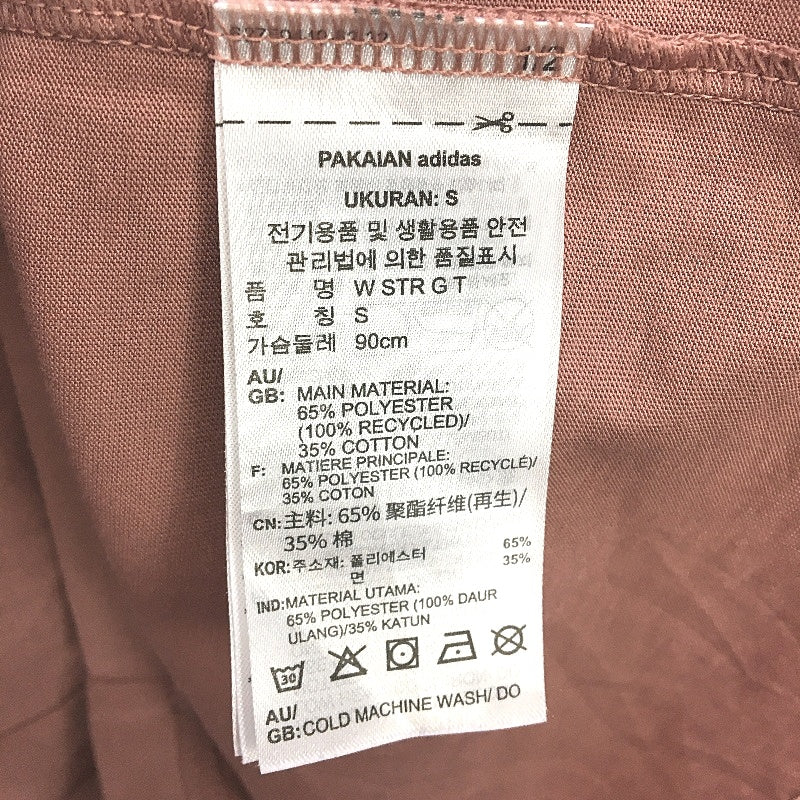 1/2
PAKAIAN adidas
UKURAN: S
전기용품 및 생활용품 안전
관리법에 의한 품질표시
품 명 W STR G T
호 칭 S
가슴둘레 90cm
AU/
GB: MAIN MATERIAL:
65% POLYESTER
(100% RECYCLED)/
35% COTTON
F: MATIERE PRINCIPALE:
65% POLYESTER (100% RECYCLÉ)/
35% COTON
CN: 主料: 65% 聚酯纤维(再生)/
35% 棉
KOR: 주소재: 폴리에스터 65%
면 35%
IND: MATERIAL UTAMA:
65% POLYESTER (100% DAUR
ULANG)/35% KATUN
30
AU/
GB: COLD MACHINE WASH/ DO